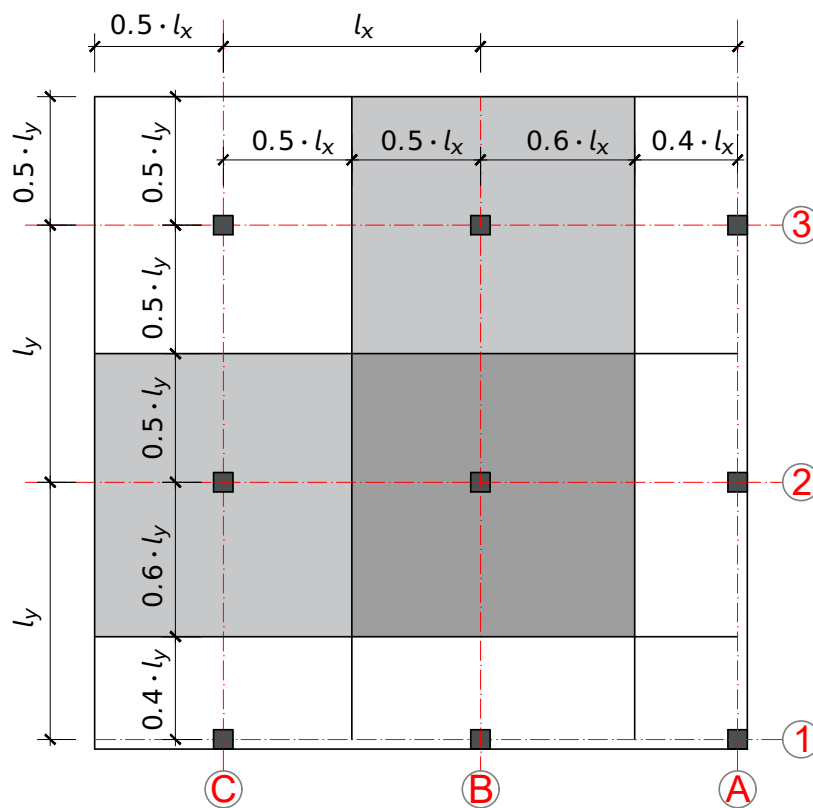 0.5 · lx
lx
0.5 · ly
0.5 · ly
0.5 · lx
0.5 · lx
0.6 · lx
0.4 · lx
3
0.5 · ly
ly
0.5 · ly
2
0.6 · ly
ly
0.4 · ly
1
C
B
A